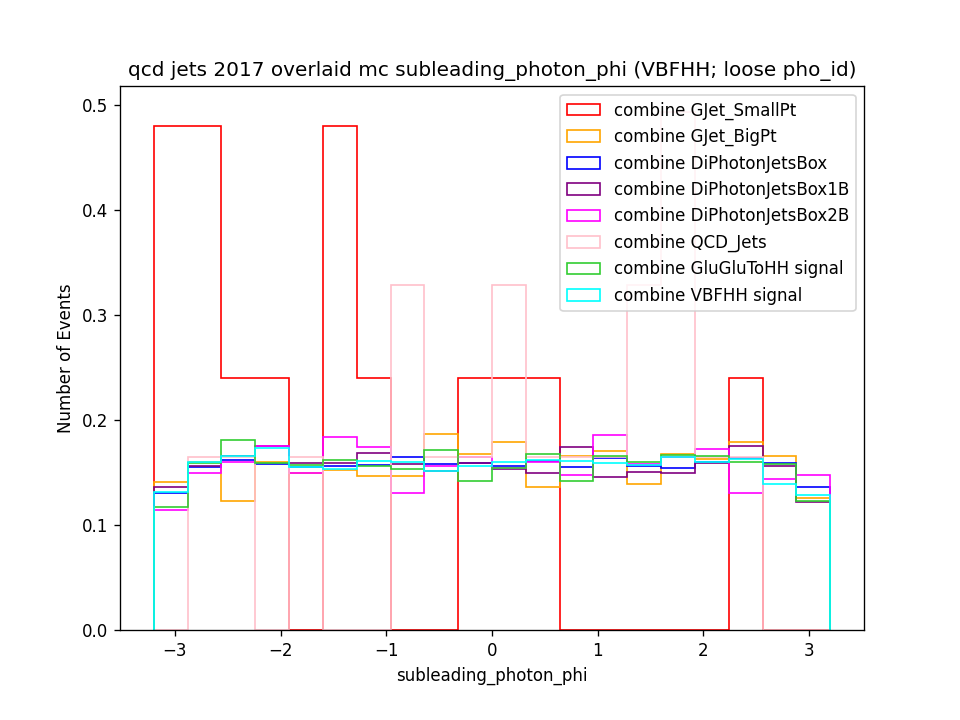 qcd jets 2017 overlaid mc subleading_photon_phi (VBFHH; loose pho_id)
combine GJet_SmallPt
combine GJet_BigPt
combine DiPhotonJetsBox
combine DiPhotonJetsBox1B
combine DiPhotonJetsBox2B
combine QCD_Jets
combine GluGluToHH signal
combine VBFHH signal
Number of Events
0.5
0.4
0.3
0.2
0.1
0.0
−3 −2 −1 0 1 2 3
subleading_photon_phi